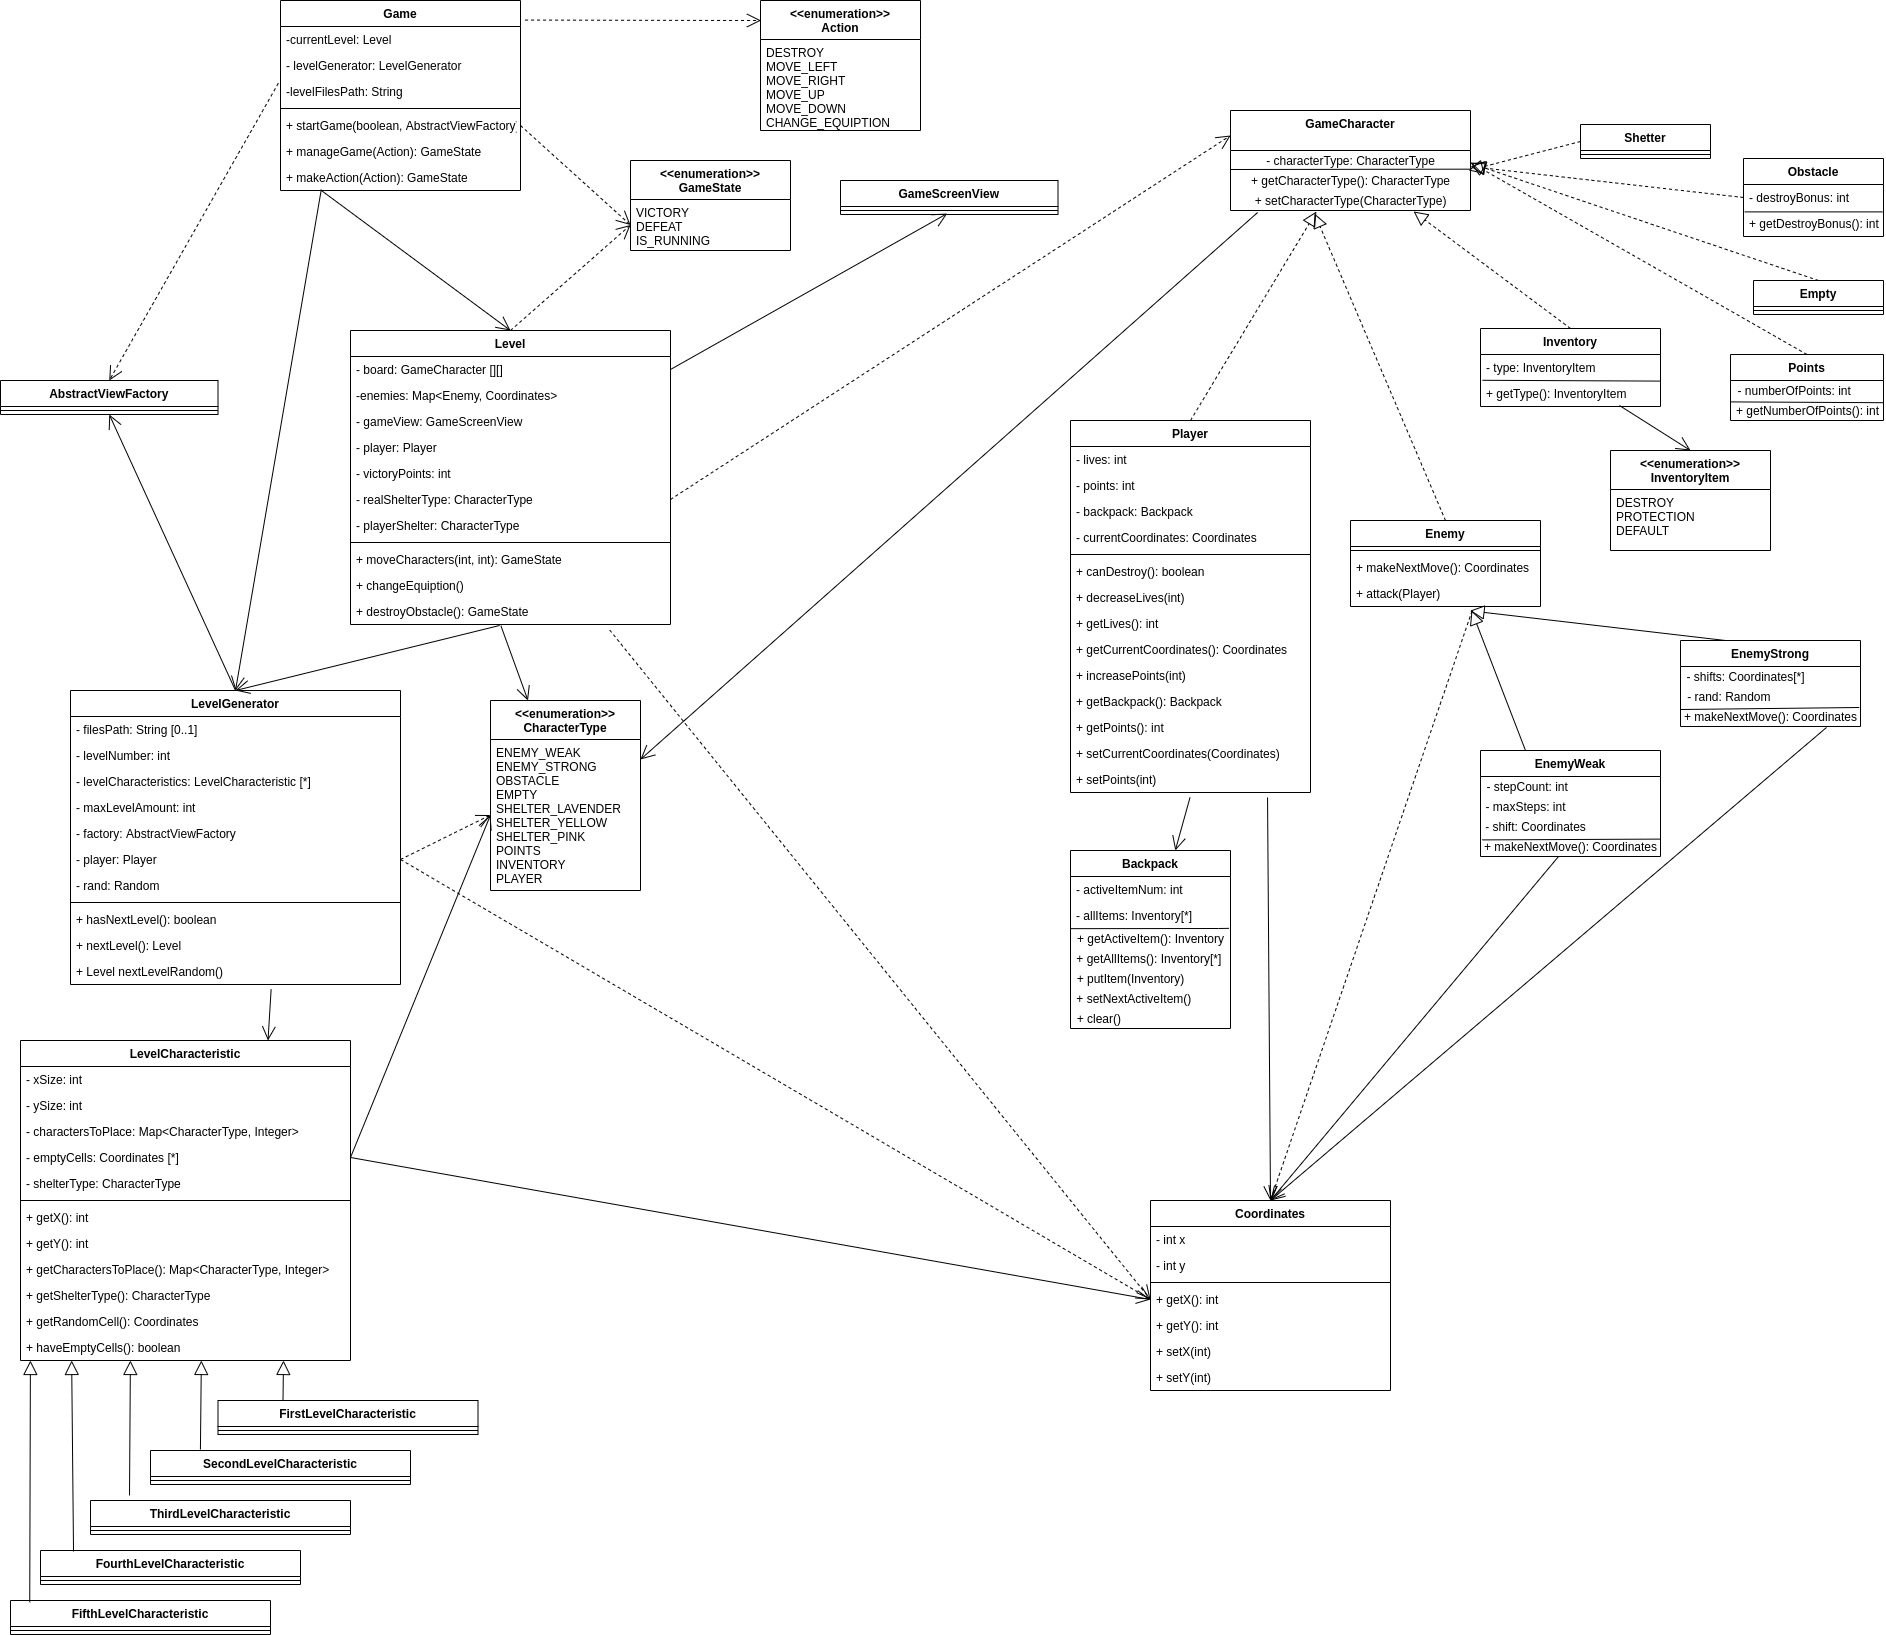 Game
-currentLevel: Level
- levelGenerator: LevelGenerator
-levelFilesPath: String
+ startGame(boolean, AbstractViewFactory)
+ manageGame(Action): GameState
+ makeAction(Action): GameState
<<enumeration>>
Action
DESTROY
MOVE_LEFT
MOVE_RIGHT
MOVE_UP
MOVE_DOWN
CHANGE_EQUIPTION
<<enumeration>>
GameState
VICTORY
DEFEAT
IS_RUNNING
GameScreenView
GameCharacter
- characterType: CharacterType
+ getCharacterType(): CharacterType
+ setCharacterType(CharacterType)
Shetter
Obstacle
- destroyBonus: int
+ getDestroyBonus(): int
Empty
Points
- numberOfPoints: int
+ getNumberOfPoints(): int
Inventory
- type: InventoryItem
+ getType(): InventoryItem
<<enumeration>>
InventoryItem
DESTROY
PROTECTION
DEFAULT
AbstractViewFactory
Level
- board: GameCharacter [][]
-enemies: Map<Enemy, Coordinates>
- gameView: GameScreenView
- player: Player
- victoryPoints: int
- realShelterType: CharacterType
- playerShelter: CharacterType
+ moveCharacters(int, int): GameState
+ changeEquiption()
+ destroyObstacle(): GameState
Player
- lives: int
- points: int
- backpack: Backpack
- currentCoordinates: Coordinates
+ canDestroy(): boolean
+ decreaseLives(int)
+ getLives(): int
+ getCurrentCoordinates(): Coordinates
+ increasePoints(int)
+ getBackpack(): Backpack
+ getPoints(): int
+ setCurrentCoordinates(Coordinates)
+ setPoints(int)
Enemy
+ makeNextMove(): Coordinates
+ attack(Player)
EnemyStrong
- shifts: Coordinates[*]
- rand: Random
+ makeNextMove(): Coordinates
EnemyWeak
- stepCount: int
- maxSteps: int
- shift: Coordinates
+ makeNextMove(): Coordinates
LevelGenerator
- filesPath: String [0..1]
- levelNumber: int
- levelCharacteristics: LevelCharacteristic [*]
- maxLevelAmount: int
- factory: AbstractViewFactory
- player: Player
- rand: Random
+ hasNextLevel(): boolean
+ nextLevel(): Level
+ Level nextLevelRandom()
<<enumeration>>
CharacterType
ENEMY_WEAK
ENEMY_STRONG
OBSTACLE
EMPTY
SHELTER_LAVENDER
SHELTER_YELLOW
SHELTER_PINK
POINTS
INVENTORY
PLAYER
Backpack
- activeItemNum: int
- allItems: Inventory[*]
+ getActiveItem(): Inventory
+ getAllItems(): Inventory[*]
+ putItem(Inventory)
+ setNextActiveItem()
+ clear()
LevelCharacteristic
- xSize: int
- ySize: int
- charactersToPlace: Map<CharacterType, Integer>
- emptyCells: Coordinates [*]
- shelterType: CharacterType
+ getX(): int
+ getY(): int
+ getCharactersToPlace(): Map<CharacterType, Integer>
+ getShelterType(): CharacterType
+ getRandomCell(): Coordinates
+ haveEmptyCells(): boolean
Coordinates
- int x
- int y
+ getX(): int
+ getY(): int
+ setX(int)
+ setY(int)
FirstLevelCharacteristic
SecondLevelCharacteristic
ThirdLevelCharacteristic
FourthLevelCharacteristic
FifthLevelCharacteristic